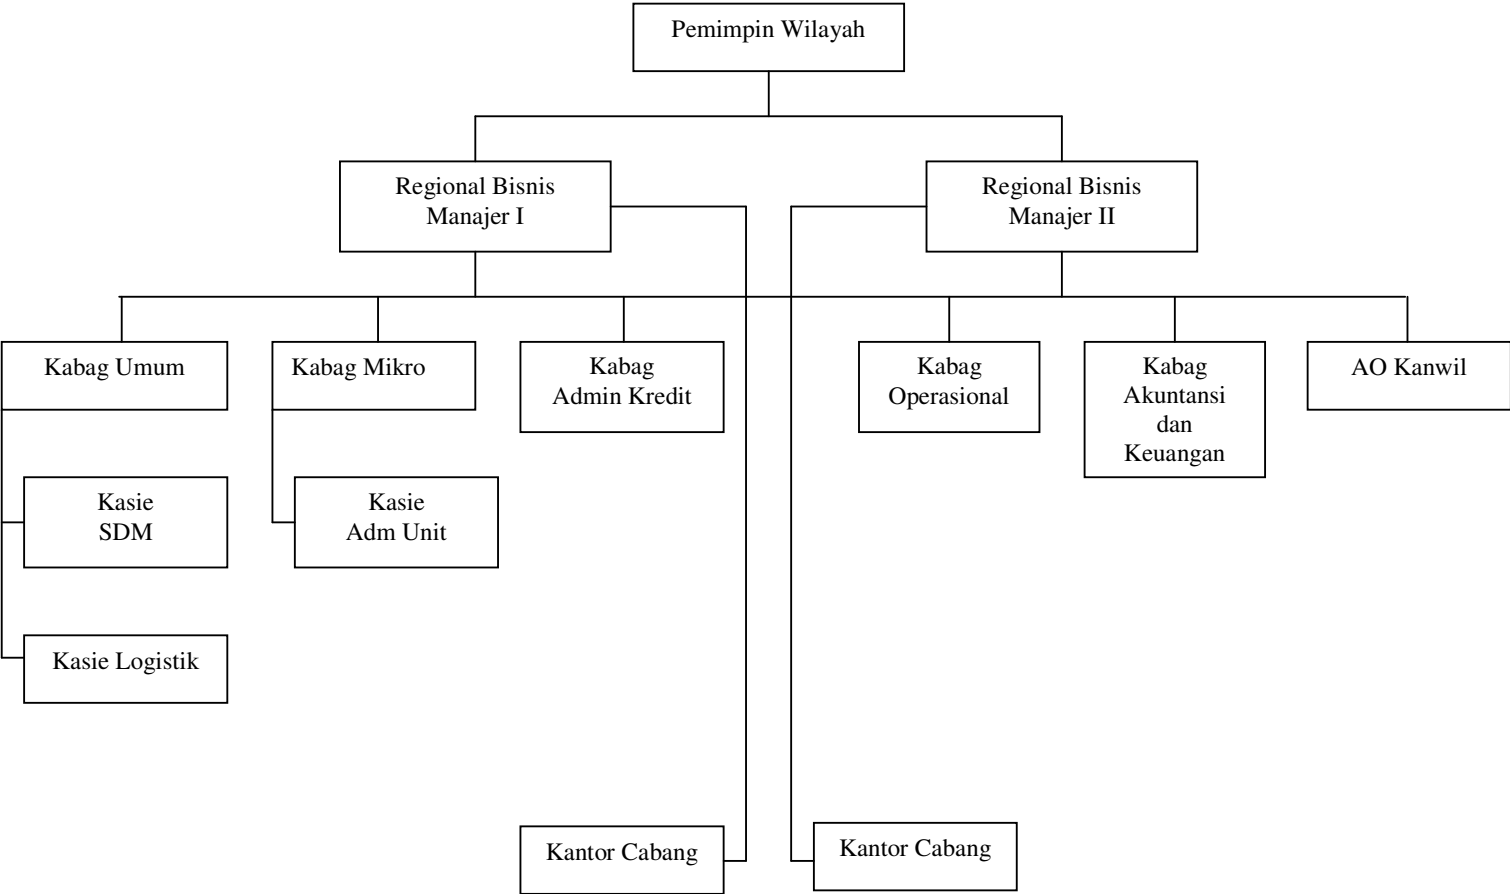 Pemimpin Wilayah
Regional Bisnis
Manajer I
Regional Bisnis
Manajer II
Kabag Umum
Kabag Mikro
Kabag
Admin Kredit
Kabag
Operasional
Kabag
Akuntansi
dan
Keuangan
AO Kanwil
Kasie
SDM
Kasie
Adm Unit
Kasie Logistik
Kantor Cabang
Kantor Cabang